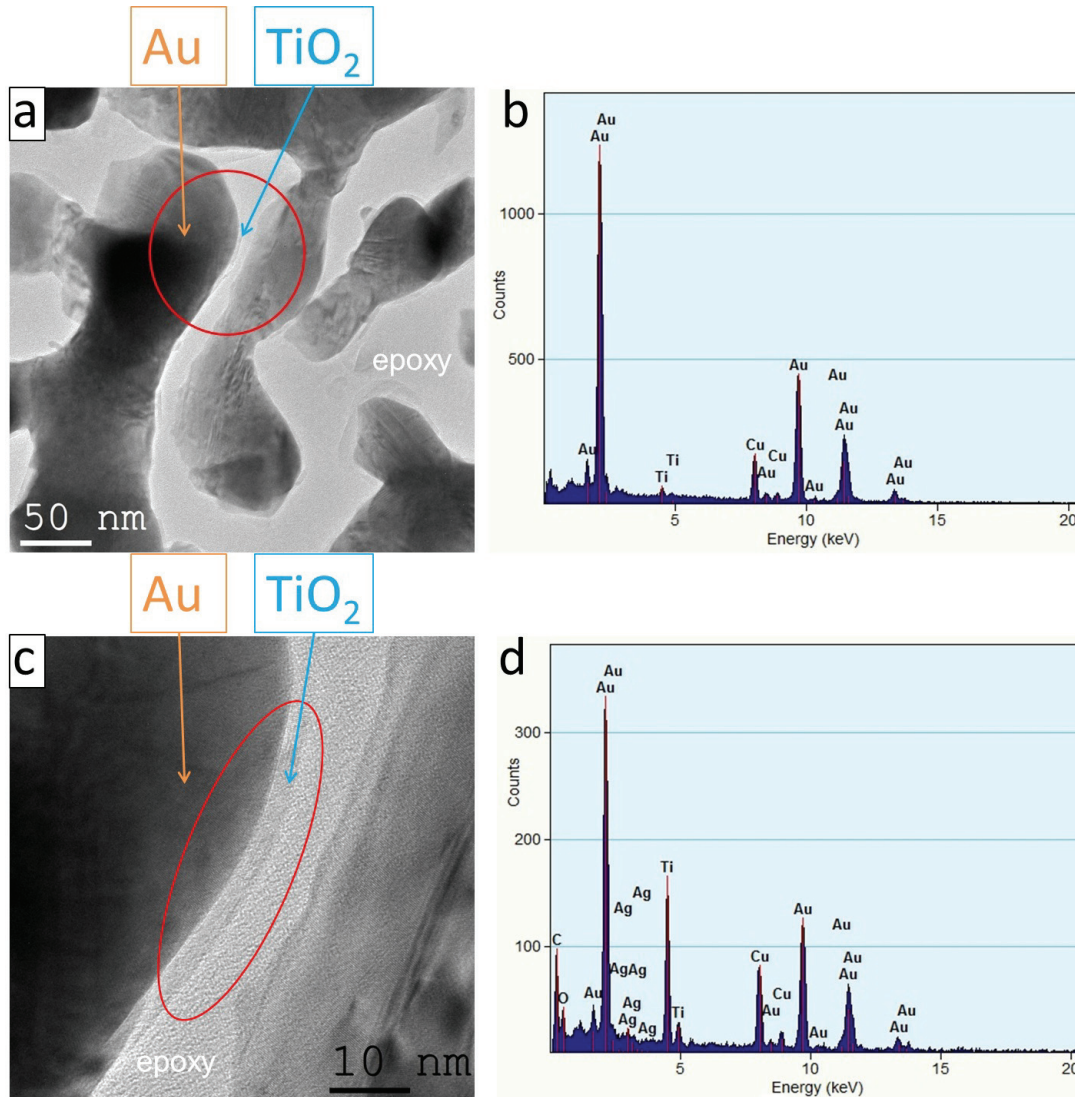 Au TiO₂
a
epoxy
50 nm
b
Counts
1000
500
Au
Au
Au
Ti
Ti
Cu
Au
Cu
Au
Au
Au
Au
Au
Au
Au
5 10 15 20
Energy (keV)
Au TiO₂
c
epoxy
10 nm
d
Counts
300
200
100
C
O
Au
Au
Au
Ag
Ag
AgAg
Ag
Ag
Ag
Ti
Ti
Cu
Au
Cu
Au
Au
Au
Au
Au
Au
Au
5 10 15 20
Energy (keV)